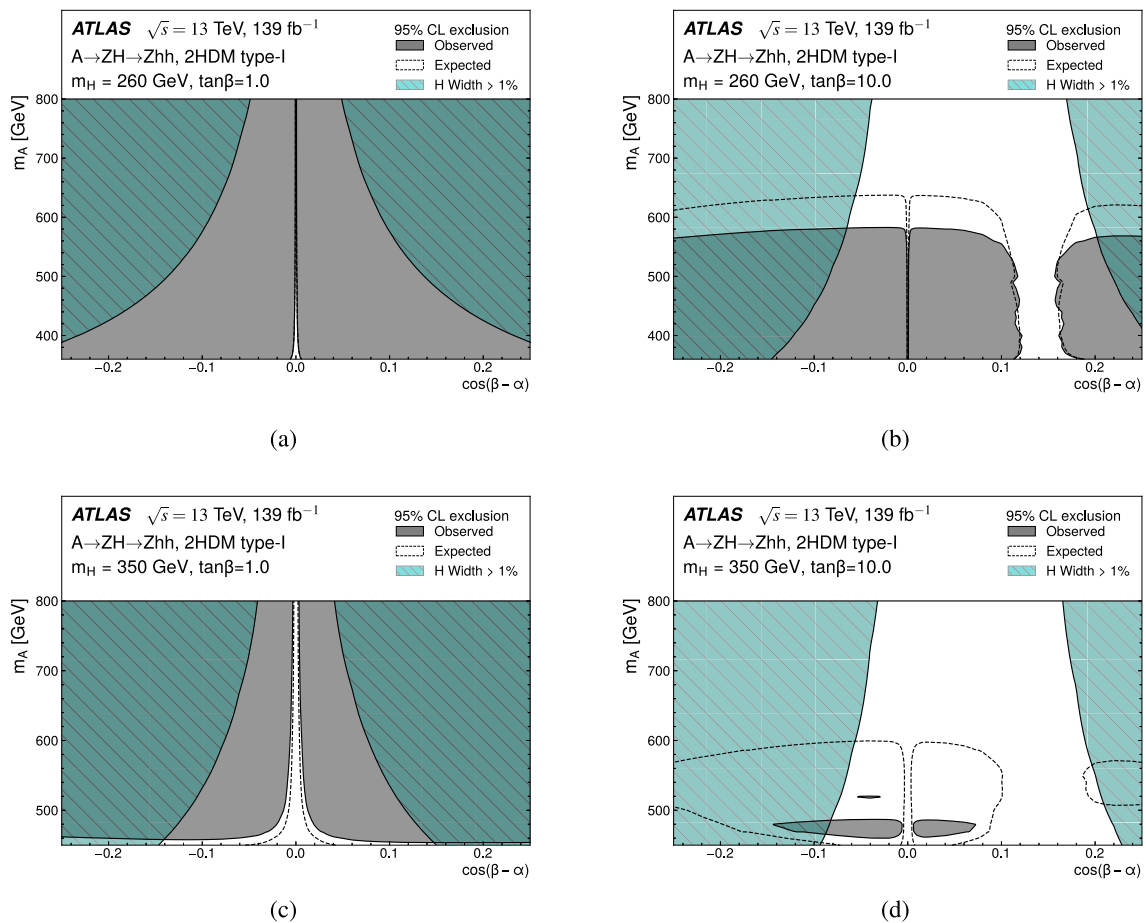 ATLAS √s = 13 TeV, 139 fb⁻¹
A→ZH→Zhh, 2HDM type-I
m_H = 260 GeV, tanβ=1.0
95% CL exclusion
Observed
Expected
H Width > 1%
m_A [GeV]
800
700
600
500
400
−0.2 −0.1 0.0 0.1 0.2
cos(β−α)
(a)
ATLAS √s = 13 TeV, 139 fb⁻¹
A→ZH→Zhh, 2HDM type-I
m_H = 260 GeV, tanβ=10.0
95% CL exclusion
Observed
Expected
H Width > 1%
m_A [GeV]
800
700
600
500
400
−0.2 −0.1 0.0 0.1 0.2
cos(β−α)
(b)
ATLAS √s = 13 TeV, 139 fb⁻¹
A→ZH→Zhh, 2HDM type-I
m_H = 350 GeV, tanβ=1.0
95% CL exclusion
Observed
Expected
H Width > 1%
m_A [GeV]
800
700
600
500
−0.2 −0.1 0.0 0.1 0.2
cos(β−α)
(c)
ATLAS √s = 13 TeV, 139 fb⁻¹
A→ZH→Zhh, 2HDM type-I
m_H = 350 GeV, tanβ=10.0
95% CL exclusion
Observed
Expected
H Width > 1%
m_A [GeV]
800
700
600
500
−0.2 −0.1 0.0 0.1 0.2
cos(β−α)
(d)